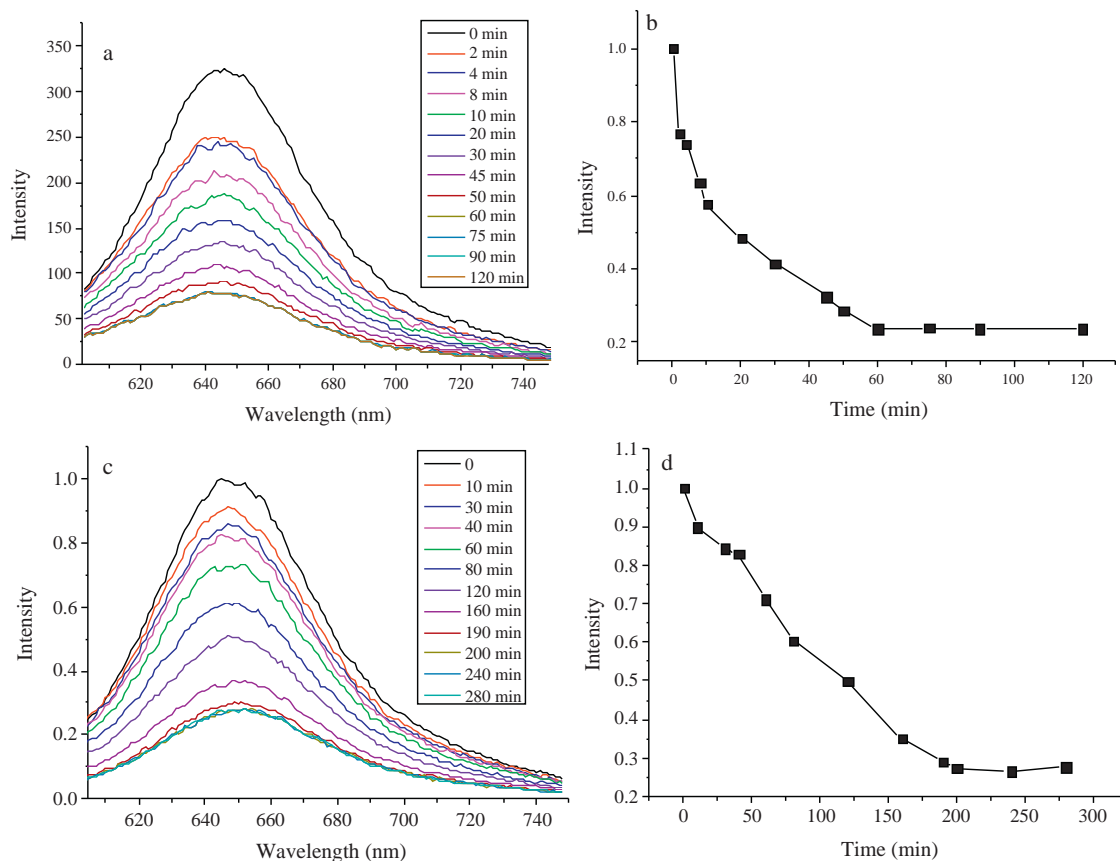 a
350
300
250
200
150
100
50
0
Intensity
620 640 660 680 700 720 740
Wavelength (nm)
0 min
2 min
4 min
8 min
10 min
20 min
30 min
45 min
50 min
60 min
75 min
90 min
120 min
b
1.0
0.8
0.6
0.4
0.2
Intensity
0 20 40 60 80 100 120
Time (min)
c
1.0
0.8
0.6
0.4
0.2
0.0
Intensity
620 640 660 680 700 720 740
Wavelength (nm)
0
10 min
30 min
40 min
60 min
80 min
120 min
160 min
190 min
200 min
240 min
280 min
d
1.1
1.0
0.9
0.8
0.7
0.6
0.5
0.4
0.3
0.2
Intensity
0 50 100 150 200 250 300
Time (min)